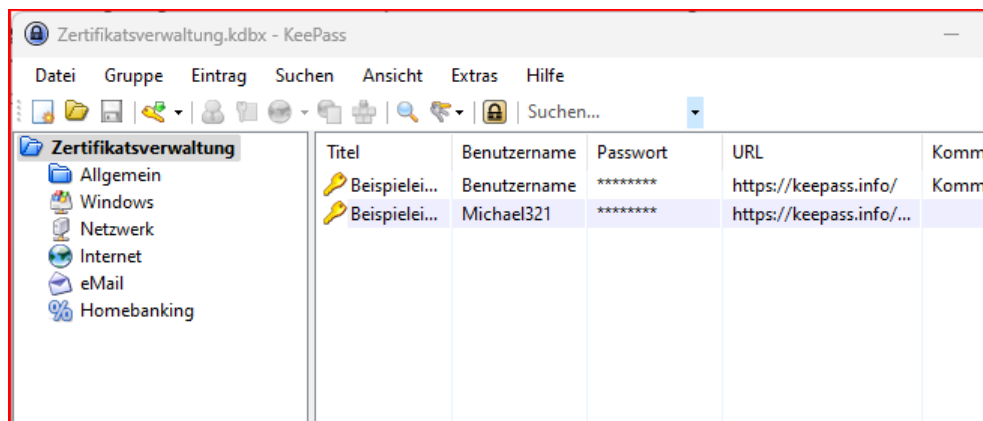 Zertifikatsverwaltung.kdbx - KeePass
Datei Gruppe Eintrag Suchen Ansicht Extras Hilfe
Suchen...
Zertifikatsverwaltung
Allgemein
Windows
Netzwerk
Internet
eMail
Homebanking
Titel Benutzername Passwort URL Komm
Beispielei... Benutzername ******** https://keepass.info/ Komm
Beispielei... Michael321 ******** https://keepass.info/...